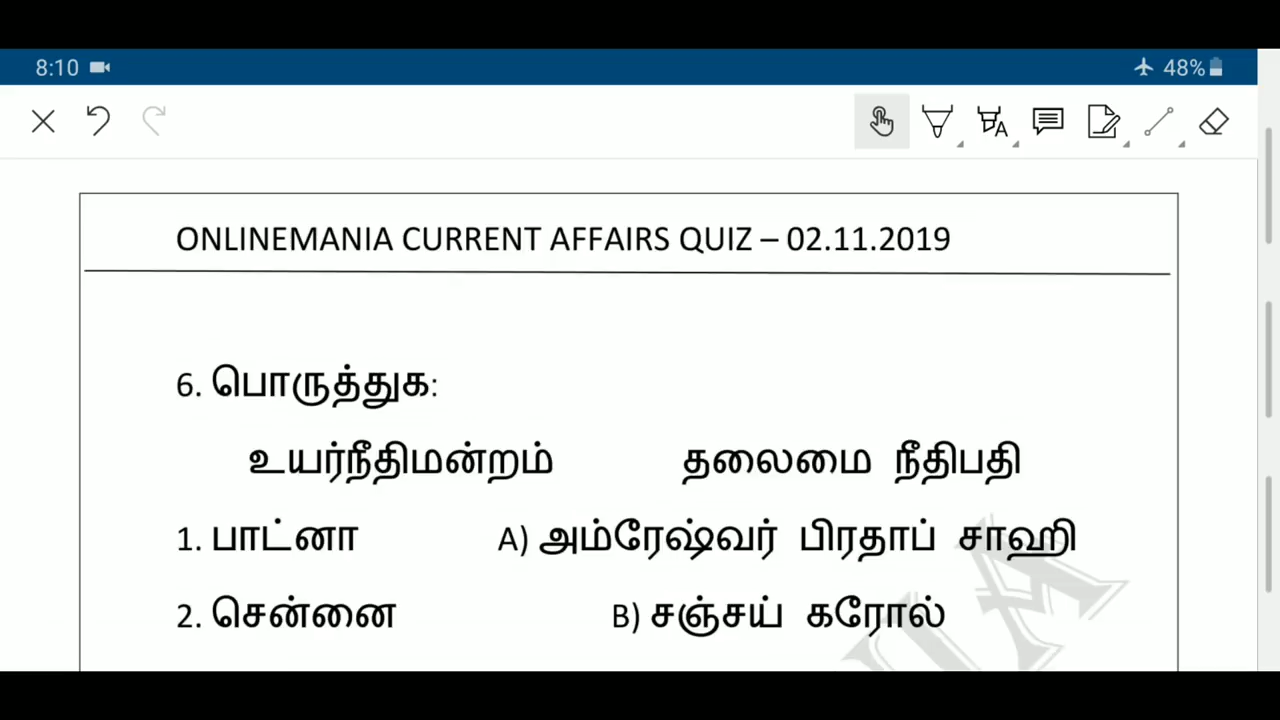 8:10 48%
ONLINEMANIA CURRENT AFFAIRS QUIZ – 02.11.2019
6. பொருத்துக:
உயர்நீதிமன்றம் தலைமை நீதிபதி
1. பாட்னா A) அம்ரேஷ்வர் பிரதாப் சாஹி
2. சென்னை B) சஞ்சய் கரோல்